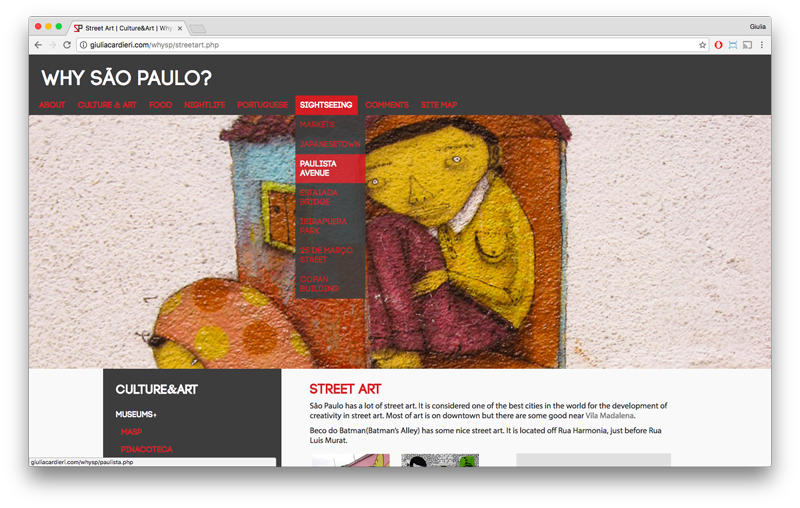 Street Art | Culture&Art | Why
Giulia
giuliacardieri.com/whysp/streetart.php
WHY SÃO PAULO?
ABOUT CULTURE & ART FOOD NIGHTLIFE PORTUGUESE SIGHTSEEING COMMENTS SITE MAP
MARKETS
JAPANESETOWN
PAULISTA
AVENUE
ESTAIADA
BRIDGE
IBIRAPUERA
PARK
25 DE MARÇO
STREET
COPAN
BUILDING
CULTURE&ART
MUSEUMS+
MASP
PINACOTECA
STREET ART
São Paulo has a lot of street art. It is considered one of the best cities in the world for the development of
creativity in street art. Most of art is on downtown but there are some good near Vila Madalena.
Beco do Batman(Batman's Alley) has some nice street art. It is located off Rua Harmonia, just before Rua
Luis Murat.
giuliacardieri.com/whysp/paulista.php